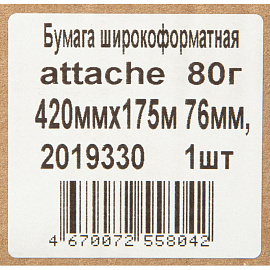 Бумага широкоформатная
attache 80г
420ммх175м 76мм,
2019330 1шт
4 670072 558042